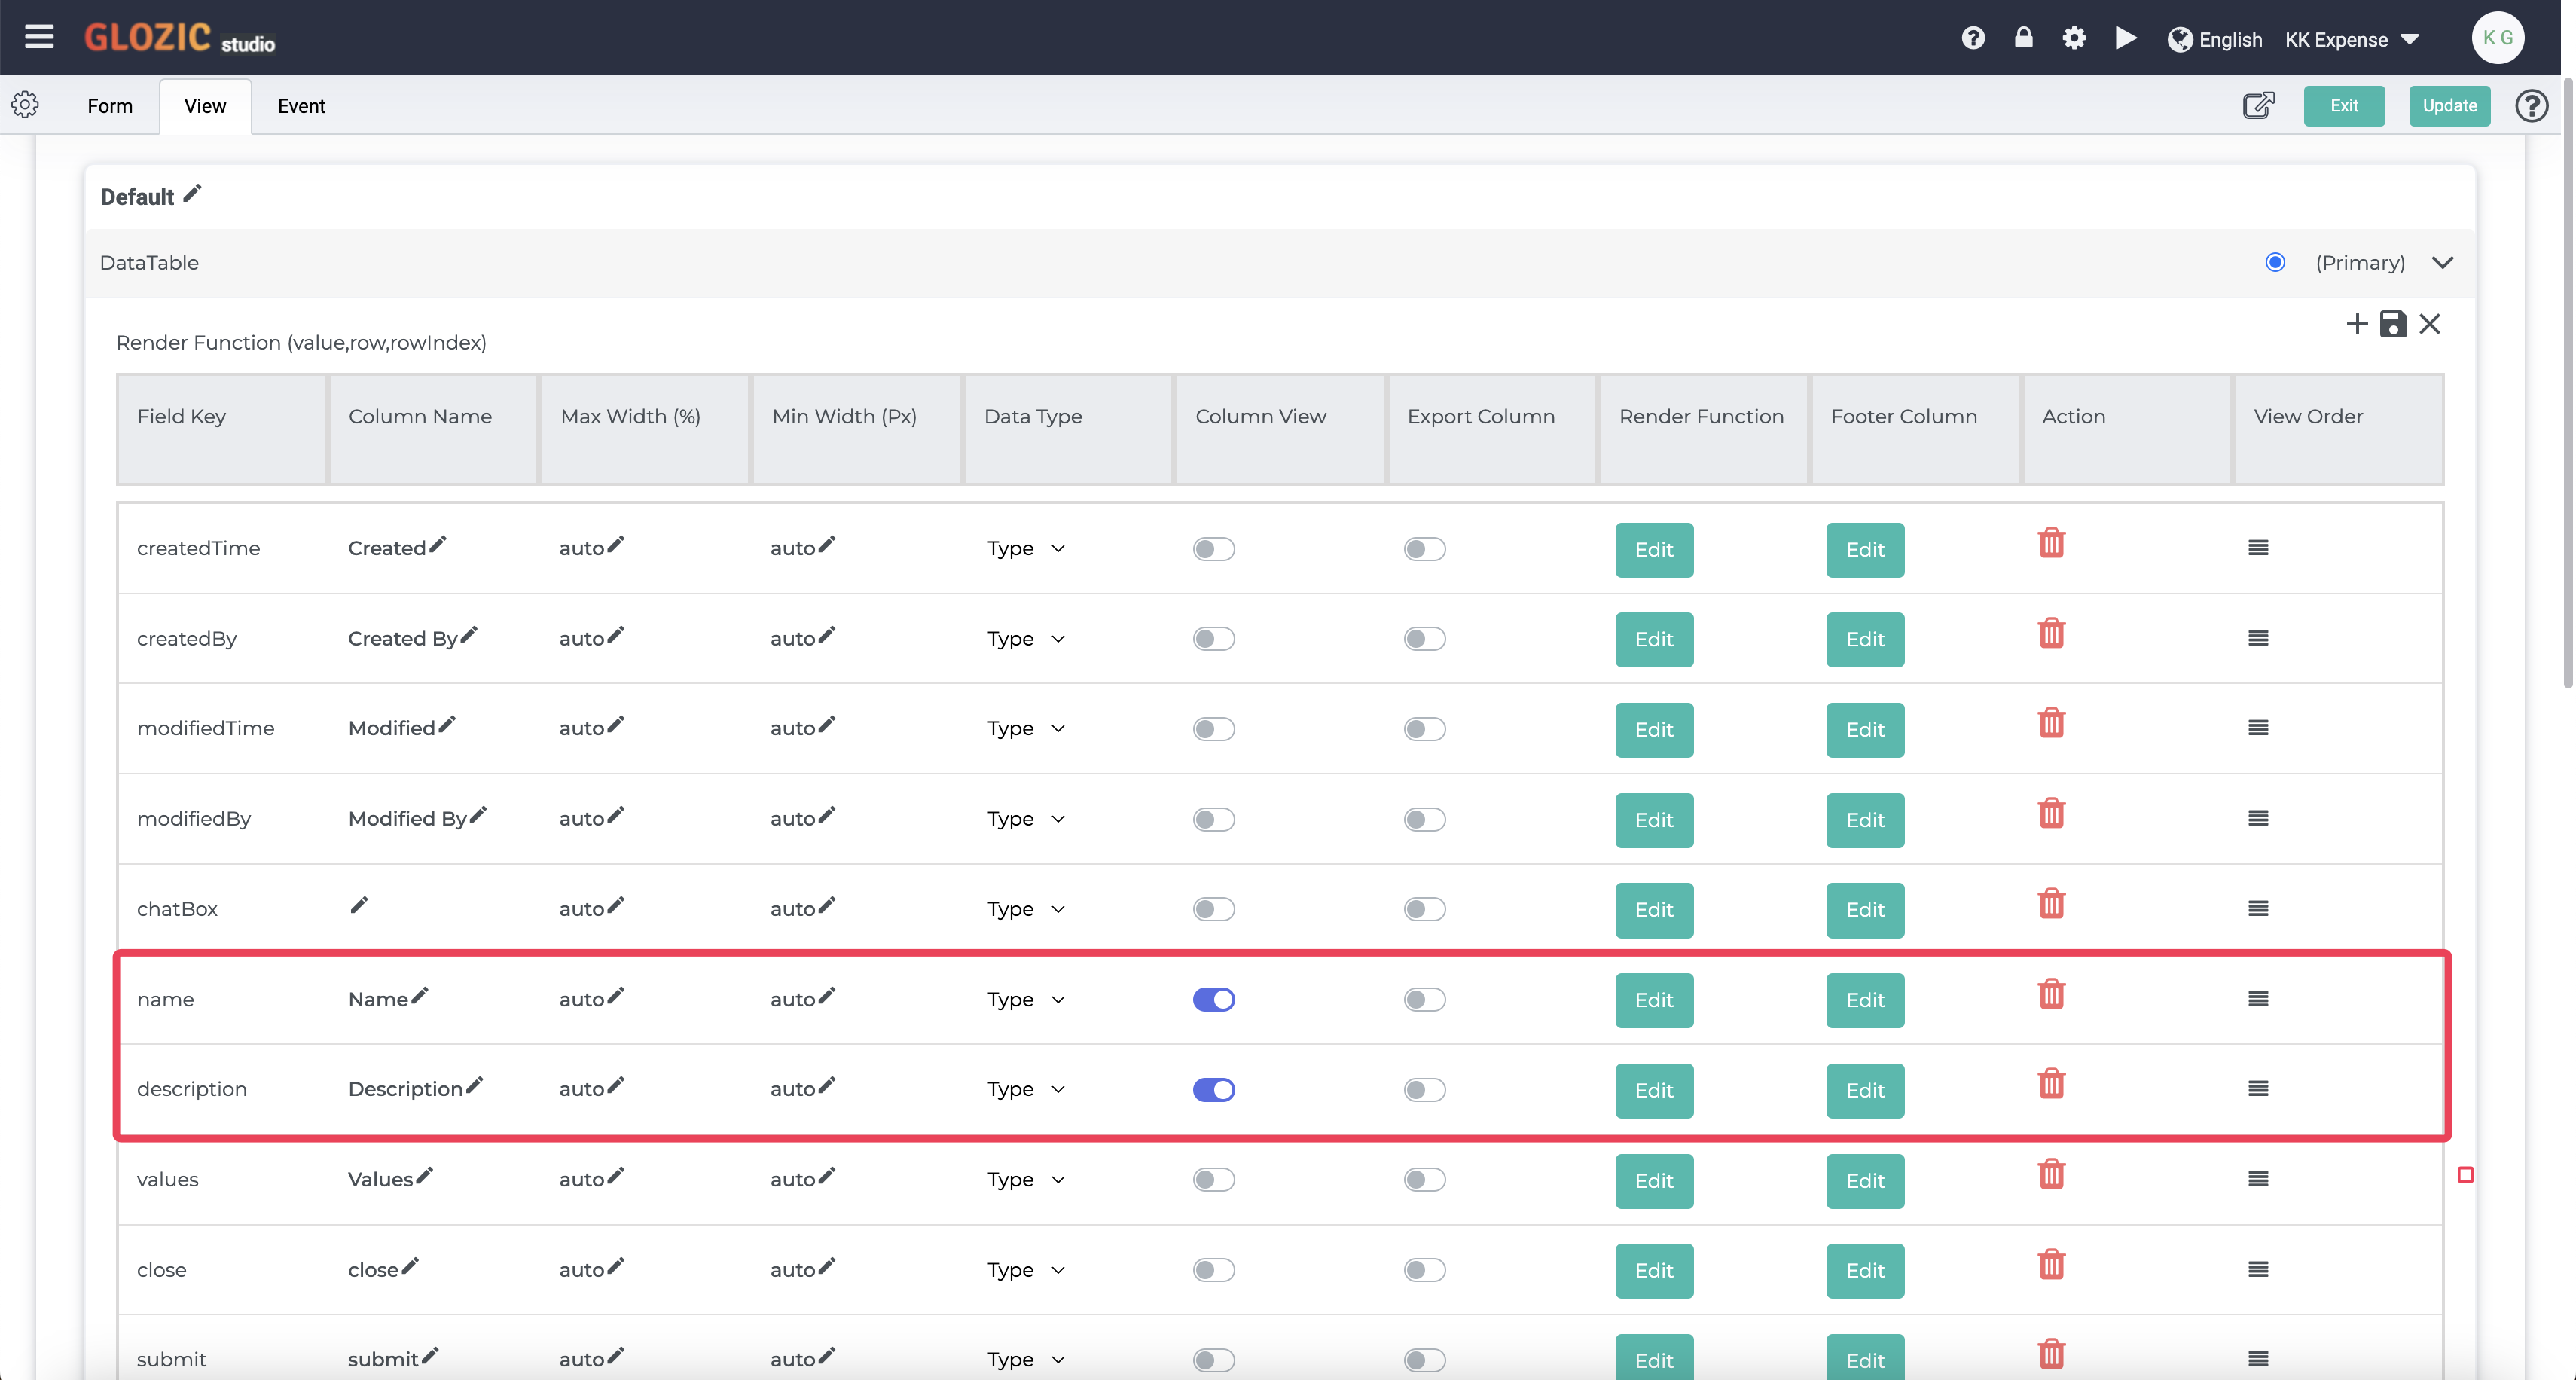 GLOZIC studio
English
KK Expense
K G
Form
View
Event
Exit
Update
Default
DataTable
(Primary)
Render Function (value,row,rowIndex)
Field Key Column Name Max Width (%) Min Width (Px) Data Type Column View Export Column Render Function Footer Column Action View Order
createdTime Created auto auto Type Edit Edit
createdBy Created By auto auto Type Edit Edit
modifiedTime Modified auto auto Type Edit Edit
modifiedBy Modified By auto auto Type Edit Edit
chatBox auto auto Type Edit Edit
name Name auto auto Type Edit Edit
description Description auto auto Type Edit Edit
values Values auto auto Type Edit Edit
close close auto auto Type Edit Edit
submit submit auto auto Type Edit Edit